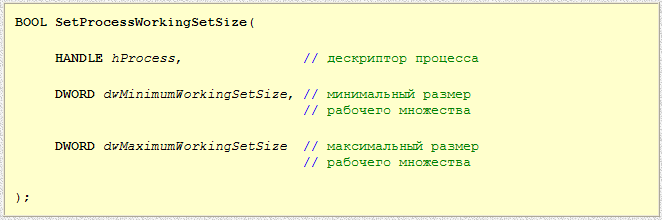 BOOL SetProcessWorkingSetSize(
HANDLE hProcess, // дескриптор процесса
DWORD dwMinimumWorkingSetSize, // минимальный размер
// рабочего множества
DWORD dwMaximumWorkingSetSize // максимальный размер
// рабочего множества
);